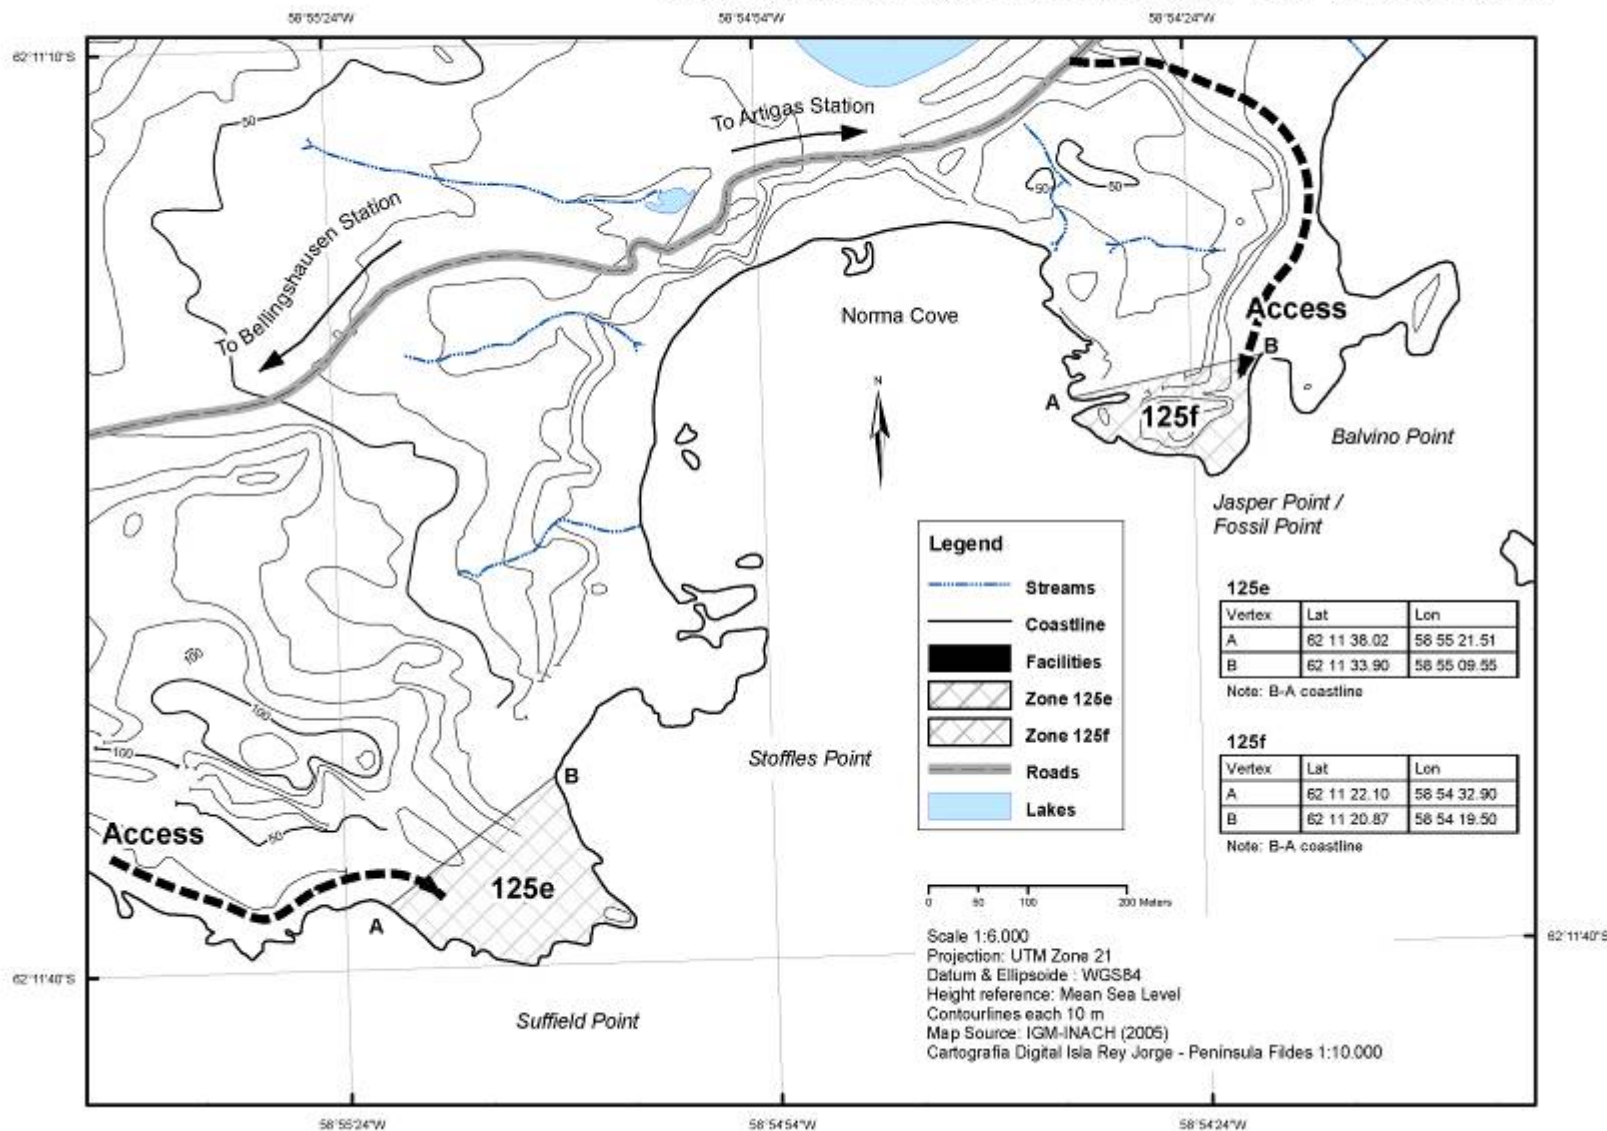 58°55'24"W
58°54'54"W
58°54'24"W
62°11'10"S
50
To Artigas Station
To Bellingshausen Station
50
50
Norma Cove
N
Access
B
A
125f
Balvino Point
Jasper Point /
Fossil Point
Legend
Streams
Coastline
Facilities
Zone 125e
Zone 125f
Roads
Lakes
125e
Vertex Lat Lon
A 62 11 38.02 58 55 21.51
B 62 11 33.90 58 55 09.55
Note: B-A coastline
125f
Vertex Lat Lon
A 62 11 22.10 58 54 32.90
B 62 11 20.87 58 54 19.50
Note: B-A coastline
100
100
100
50
Stoffles Point
B
Access
125e
A
0 50 100 200 Meters
Scale 1:6.000
Projection: UTM Zone 21
Datum & Ellipsoide : WGS84
Height reference: Mean Sea Level
Contourlines each 10 m
Map Source: IGM-INACH (2005)
Cartografia Digital Isla Rey Jorge - Peninsula Fildes 1:10.000
62°11'40"S
62°11'40"S
Suffield Point
58°55'24"W
58°54'54"W
58°54'24"W